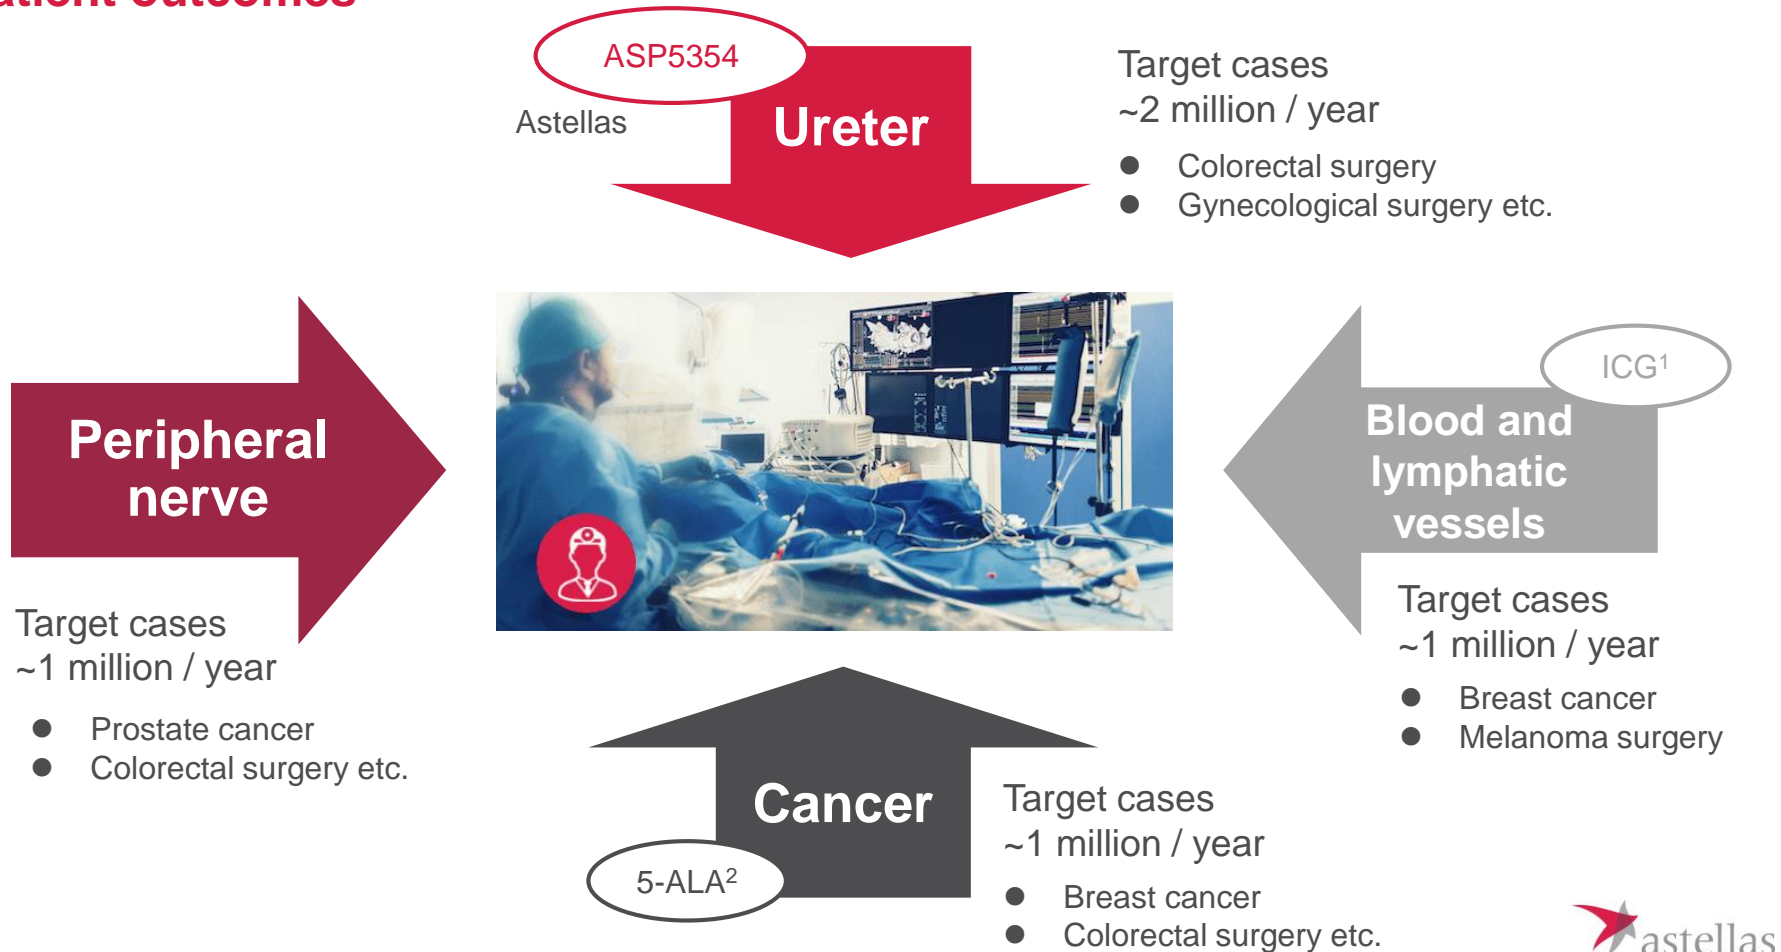 ASP5354
Astellas
Ureter
Target cases
~2 million / year
● Colorectal surgery
● Gynecological surgery etc.
Peripheral
nerve
Target cases
~1 million / year
● Prostate cancer
● Colorectal surgery etc.
ICG¹
Blood and
lymphatic
vessels
Target cases
~1 million / year
● Breast cancer
● Melanoma surgery
Cancer
5-ALA²
Target cases
~1 million / year
● Breast cancer
● Colorectal surgery etc.
astellas